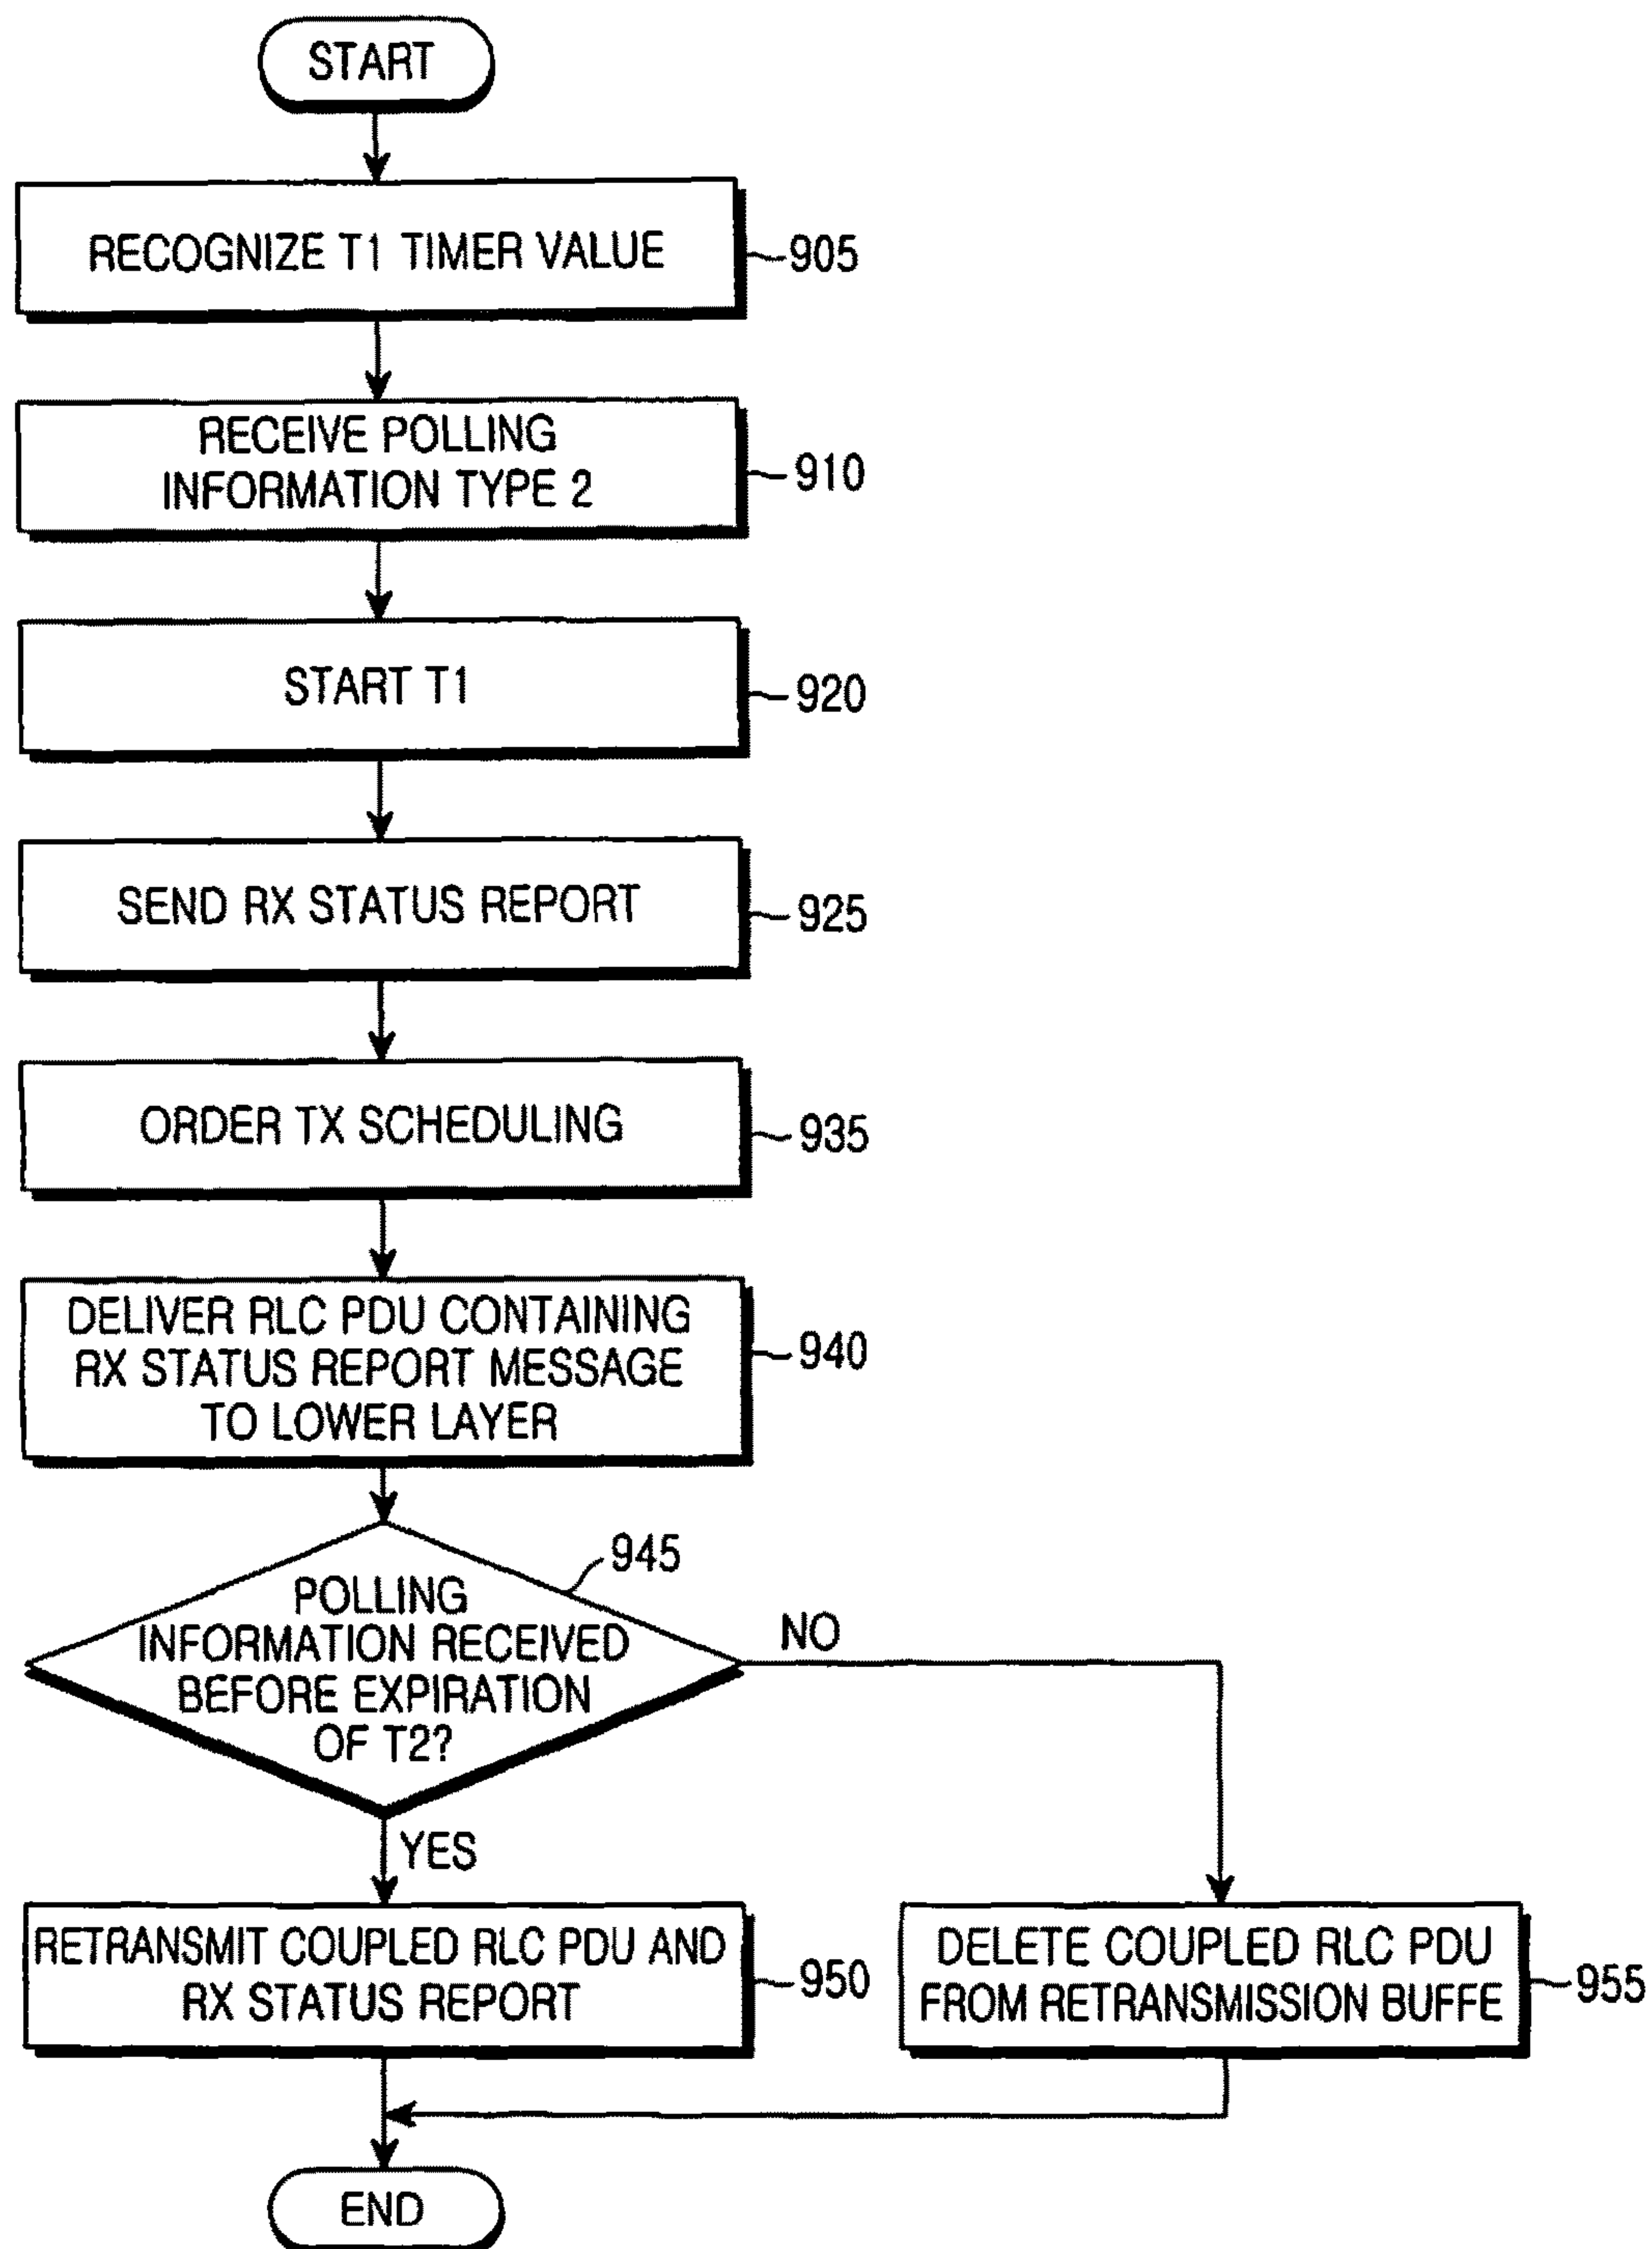 START
RECOGNIZE T1 TIMER VALUE
905
RECEIVE POLLING
INFORMATION TYPE 2
910
START T1
920
SEND RX STATUS REPORT
925
ORDER TX SCHEDULING
935
DELIVER RLC PDU CONTAINING
RX STATUS REPORT MESSAGE
TO LOWER LAYER
940
945
POLLING
INFORMATION RECEIVED
BEFORE EXPIRATION
OF T2?
NO
YES
RETRANSMIT COUPLED RLC PDU AND
RX STATUS REPORT
950
DELETE COUPLED RLC PDU
FROM RETRANSMISSION BUFFE
955
END